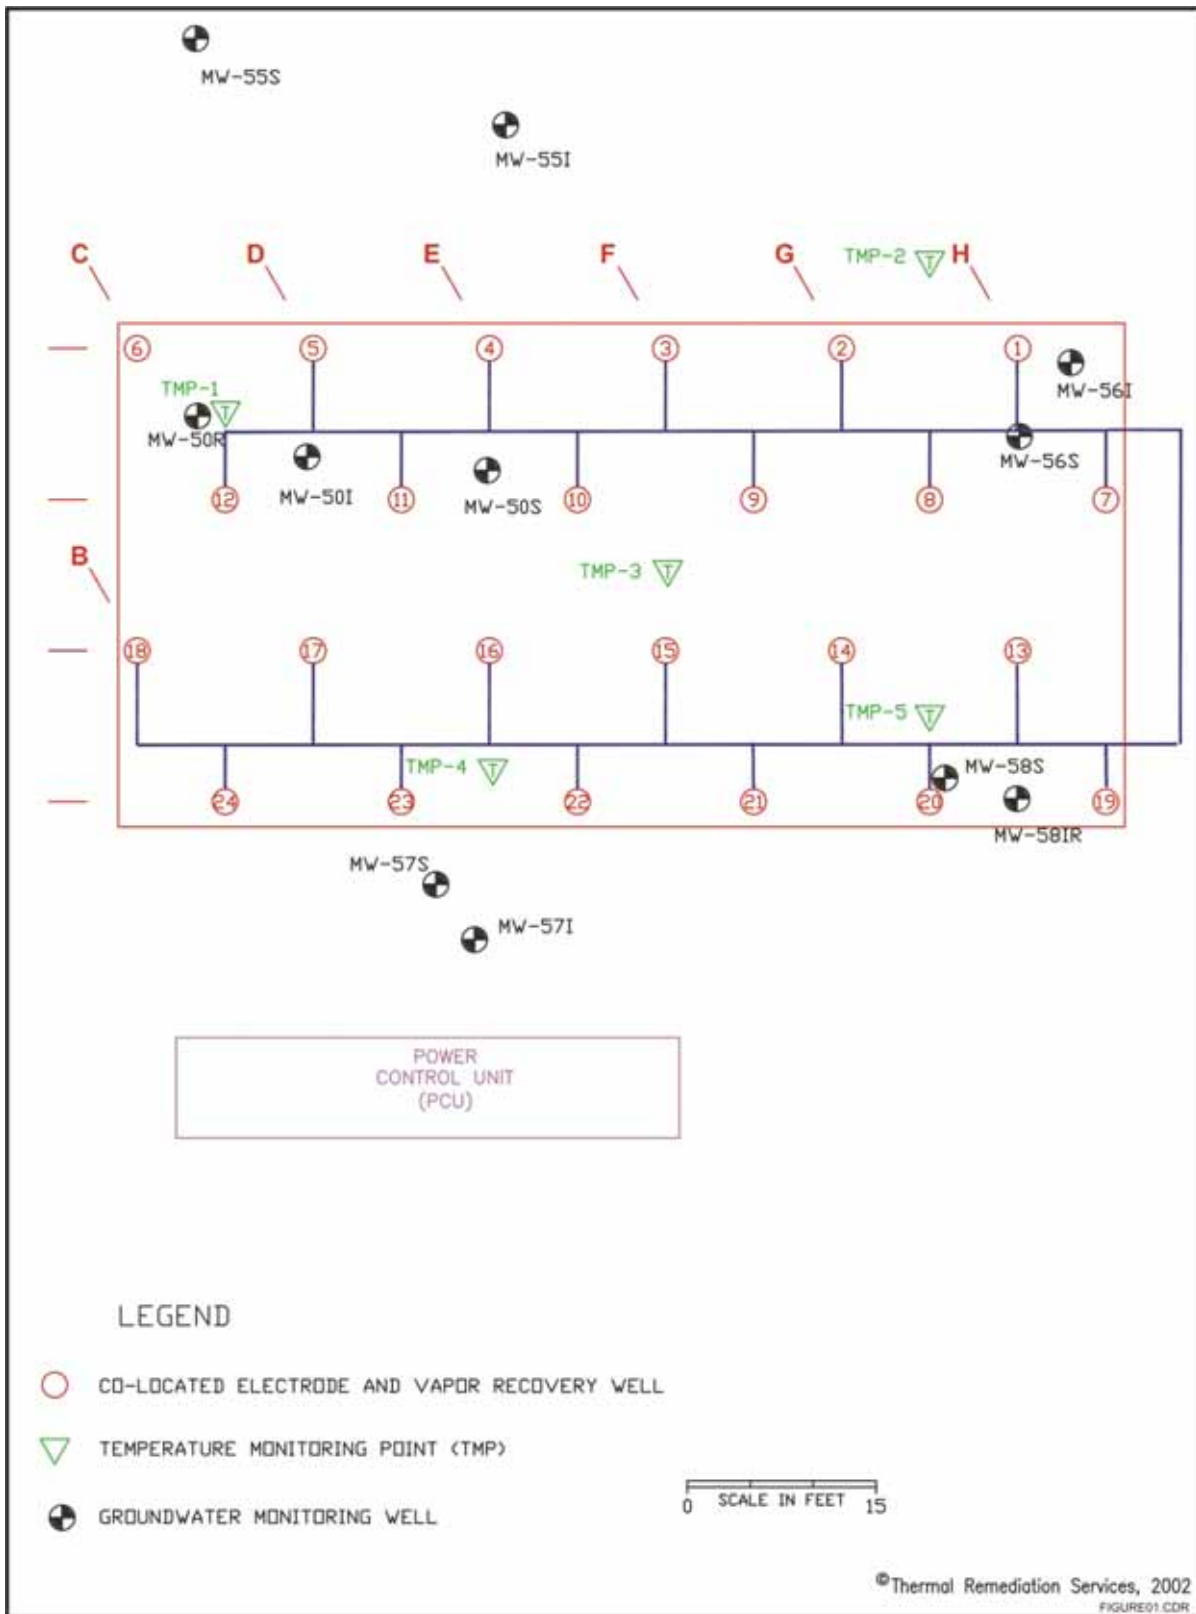 MW-55S
MW-55I
C D E F G TMP-2 T H
6 5 4 3 2 1
MW-56I
TMP-1 T
MW-50R
MW-56S
MW-50I MW-50S
12 11 10 9 8 7
B
TMP-3 T
18 17 16 15 14 13
TMP-5 T
TMP-4 T
MW-58S
24 23 22 21 20 19
MW-58IR
MW-57S
MW-57I
POWER
CONTROL UNIT
(PCU)
LEGEND
CO-LOCATED ELECTRODE AND VAPOR RECOVERY WELL
TEMPERATURE MONITORING POINT (TMP)
GROUNDWATER MONITORING WELL
0 SCALE IN FEET 15
©Thermal Remediation Services, 2002
FIGURE01.CDR